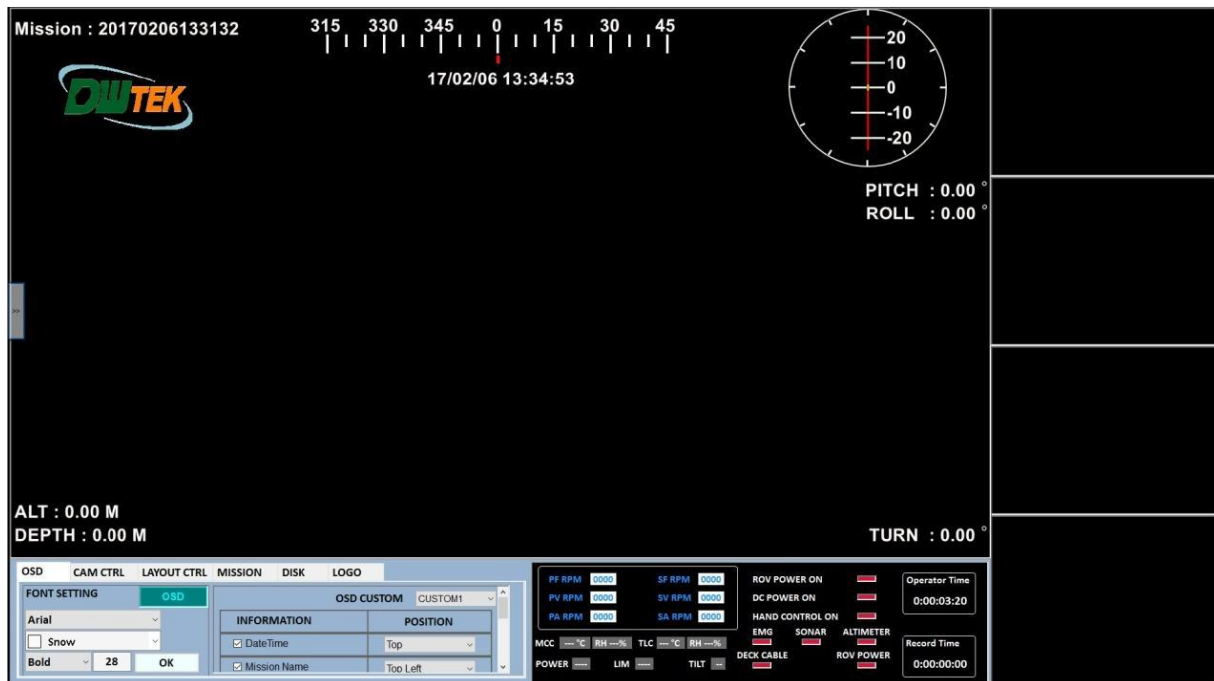 Mission : 20170206133132
315 330 345 0 15 30 45
17/02/06 13:34:53
DWTEK
20
10
0
-10
-20
PITCH : 0.00 °
ROLL : 0.00 °
>>
ALT : 0.00 M
DEPTH : 0.00 M
TURN : 0.00 °
OSD CAM CTRL LAYOUT CTRL MISSION DISK LOGO
FONT SETTING OSD
Arial
Snow
Bold 28 OK
OSD CUSTOM CUSTOM1
INFORMATION POSITION
DateTime Top
Mission Name Top Left
PF RPM 0000 SF RPM 0000
PV RPM 0000 SV RPM 0000
PA RPM 0000 SA RPM 0000
MCC ---°C RH ---% TLC ---°C RH ---%
POWER ---- LIM ---- TILT --
ROV POWER ON
DC POWER ON
HAND CONTROL ON
EMG SONAR ALTIMETER
DECK CABLE ROV POWER
Operator Time
0:00:03:20
Record Time
0:00:00:00